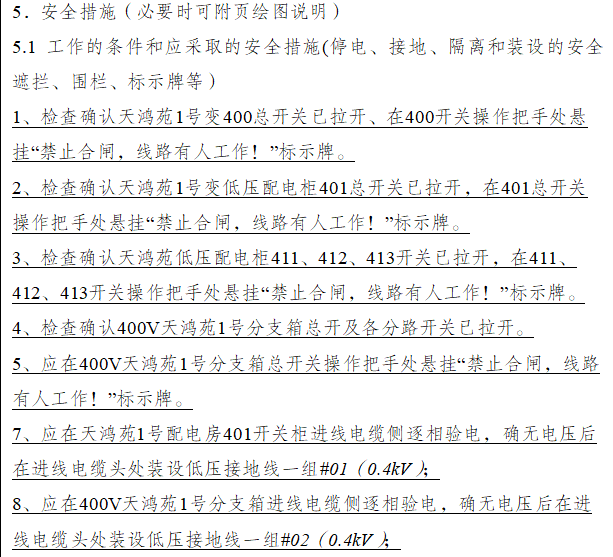 5．安全措施（必要时可附页绘图说明）
5.1 工作的条件和应采取的安全措施(停电、接地、隔离和装设的安全
遮拦、围栏、标示牌等）
1、检查确认天鸿苑1号变400总开关已拉开、在400开关操作把手处悬
挂“禁止合闸，线路有人工作！”标示牌。
2、检查确认天鸿苑1号变低压配电柜401总开关已拉开，在401总开关
操作把手处悬挂“禁止合闸，线路有人工作！”标示牌。
3、检查确认天鸿苑低压配电柜411、412、413开关已拉开，在411、
412、413开关操作把手处悬挂“禁止合闸，线路有人工作！”标示牌。
4、检查确认400V天鸿苑1号分支箱总开及各分路开关已拉开。
5、应在400V天鸿苑1号分支箱总开关操作把手处悬挂“禁止合闸，线路
有人工作！”标示牌。
7、应在天鸿苑1号配电房401开关柜进线电缆侧逐相验电，确无电压后
在进线电缆头处装设低压接地线一组#01（0.4kV）；
8、应在400V天鸿苑1号分支箱进线电缆侧逐相验电，确无电压后在进
线电缆头处装设低压接地线一组#02（0.4kV）；